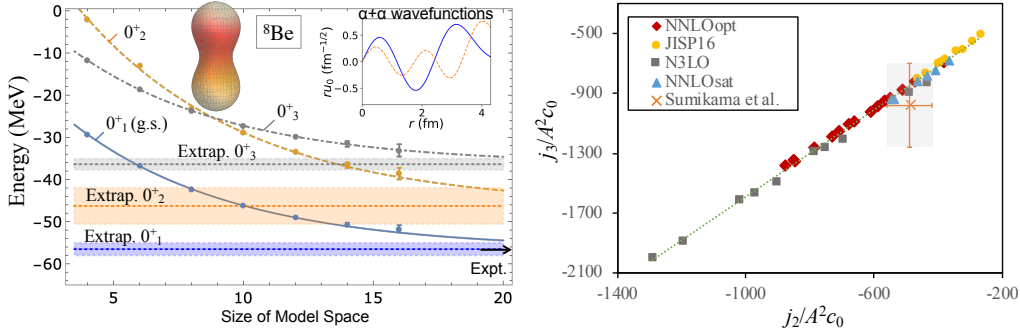 ⁸Be
α+α wavefunctions
ru₀ (fm⁻¹/²)
0.5
0.0
−0.5
0 1 2 3 4
r (fm)
Energy (MeV)
0
−10
−20
−30
−40
−50
−60
0⁺₂
0⁺₃
0⁺₁ (g.s.)
Extrap. 0⁺₃
Extrap. 0⁺₂
Extrap. 0⁺₁
Expt.
5 10 15 20
Size of Model Space
NNLOopt
JISP16
N3LO
NNLOsat
Sumikama et al.
j₃/A²c₀
-500
-900
-1300
-1700
-2100
-1400 -1000 -600 -200
j₂/A²c₀